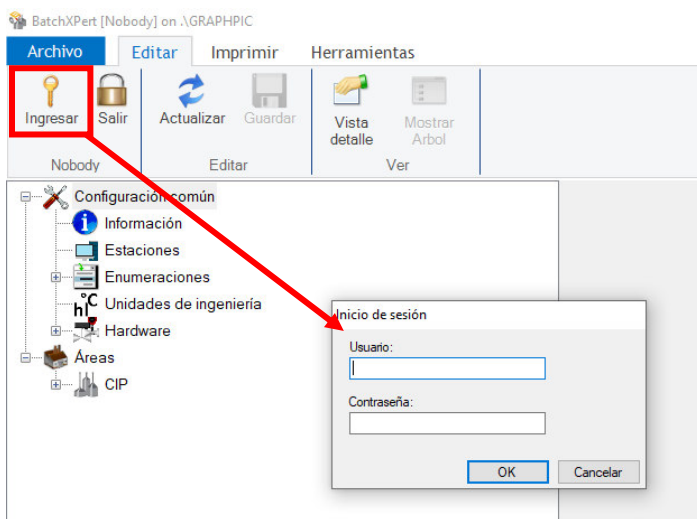 BatchXPert [Nobody] on .\GRAPHPIC
Archivo Editar Imprimir Herramientas
Ingresar Salir Actualizar Guardar Vista detalle Mostrar Arbol
Nobody Editar Ver
Configuración común
Información
Estaciones
Enumeraciones
Unidades de ingeniería
Hardware
Áreas
CIP
Inicio de sesión
Usuario:
Contraseña:
OK Cancelar